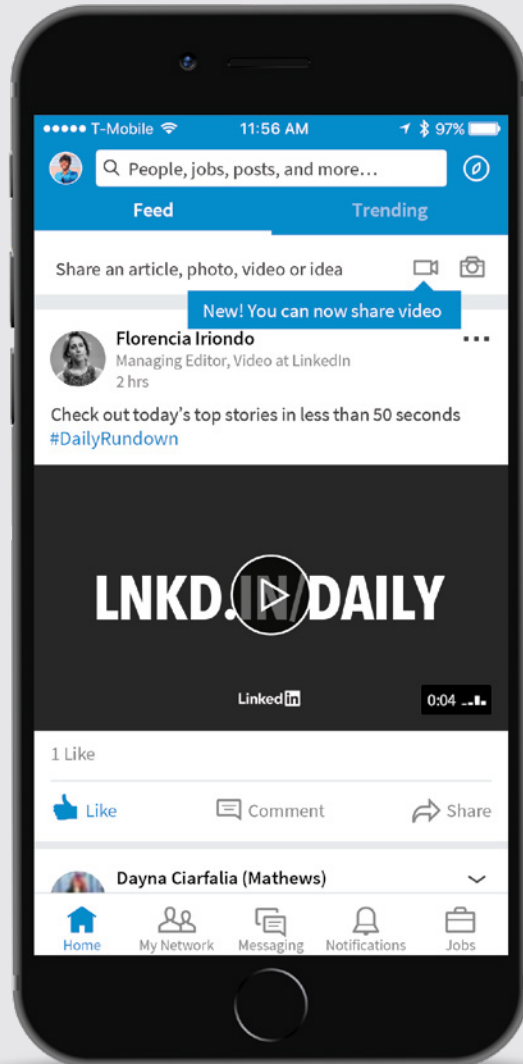 T-Mobile 11:56 AM 97%
People, jobs, posts, and more...
Feed Trending
Share an article, photo, video or idea
New! You can now share video
Florencia Iriondo
Managing Editor, Video at LinkedIn
2 hrs
Check out today's top stories in less than 50 seconds
#DailyRundown
LNKD.IN/DAILY
Linked in
0:04
1 Like
Like Comment Share
Dayna Ciarfalia (Mathews)
Home My Network Messaging Notifications Jobs